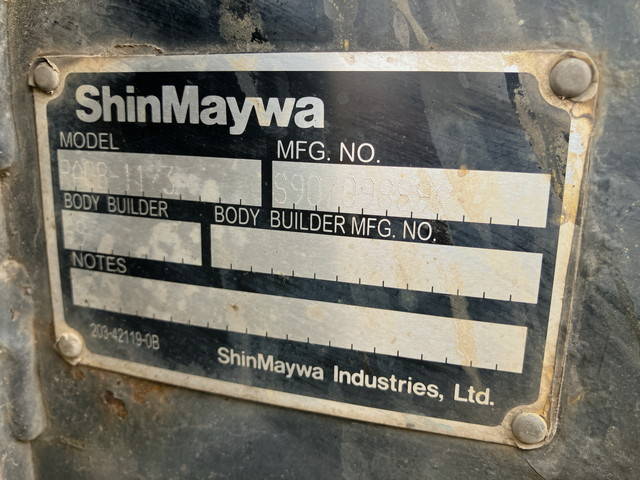 ShinMaywa
MODEL
MFG. NO.
BODY BUILDER
BODY BUILDER MFG. NO.
NOTES
203-42119-0B
ShinMaywa Industries, Ltd.